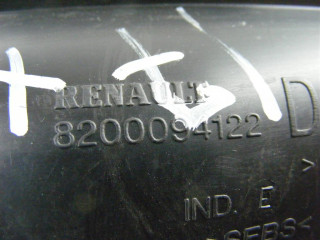 RENAULT
8200094122 D
IND. E >